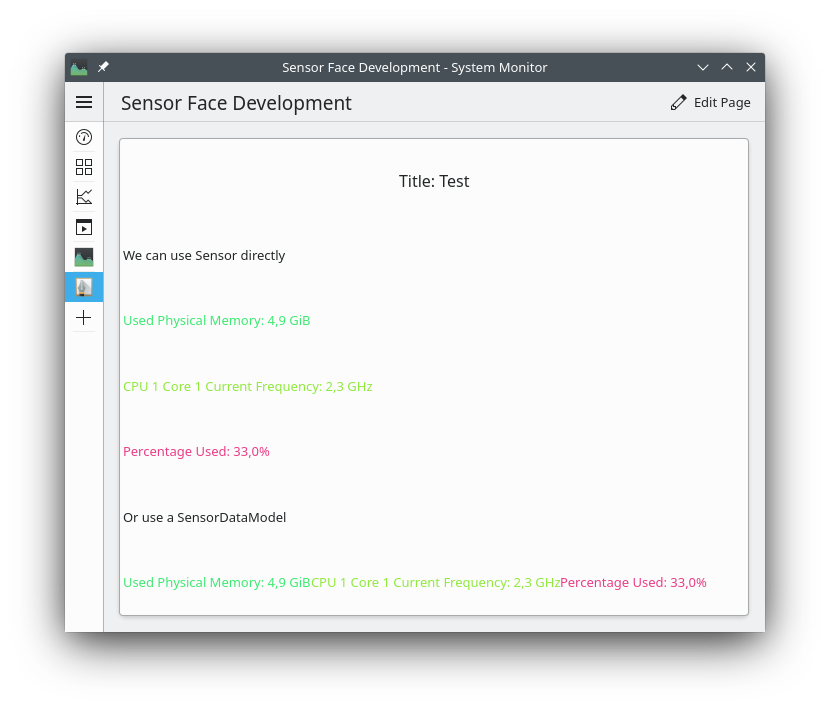 Sensor Face Development - System Monitor
Sensor Face Development
Edit Page
Title: Test
We can use Sensor directly
Used Physical Memory: 4,9 GiB
CPU 1 Core 1 Current Frequency: 2,3 GHz
Percentage Used: 33,0%
Or use a SensorDataModel
Used Physical Memory: 4,9 GiBCPU 1 Core 1 Current Frequency: 2,3 GHzPercentage Used: 33,0%